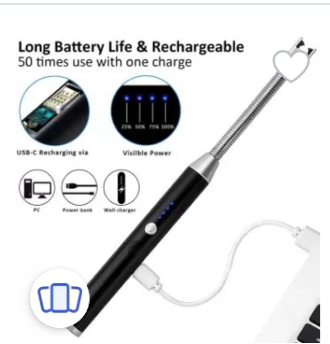 Long Battery Life & Rechargeable
50 times use with one charge
25% 50% 75% 100%
USB-C Recharging via
Visilble Power
PC
Power bank
Wall charger